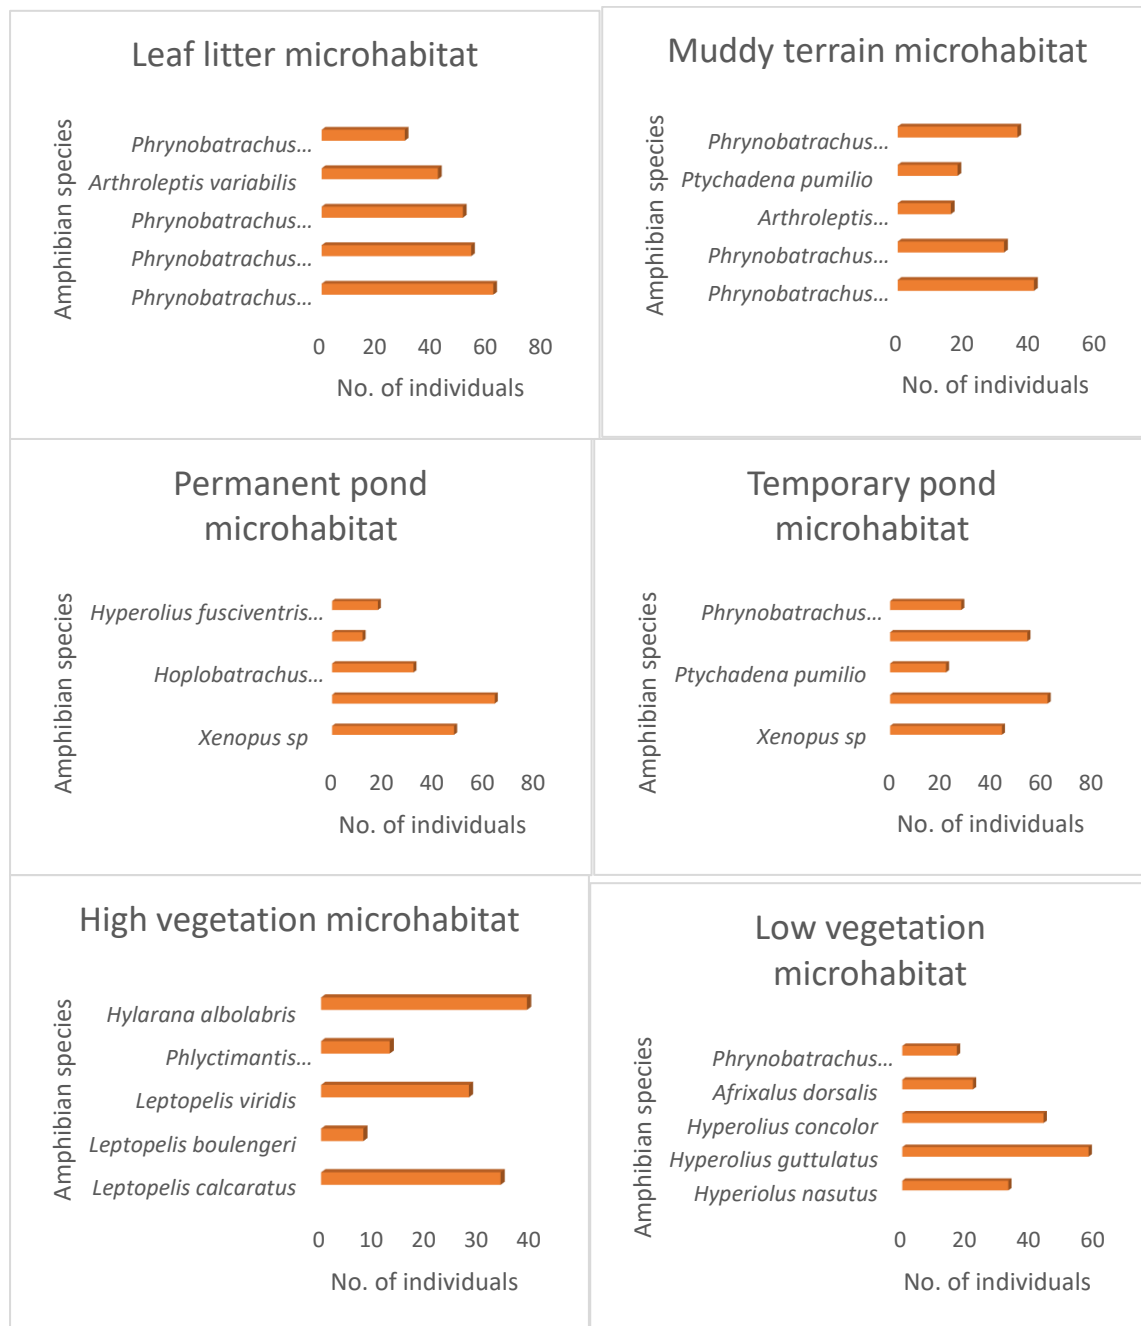 Leaf litter microhabitat
Amphibian species
Phrynobatrachus...
Arthroleptis variabilis
Phrynobatrachus...
Phrynobatrachus...
Phrynobatrachus...
0 20 40 60 80
No. of individuals
Muddy terrain microhabitat
Amphibian species
Phrynobatrachus...
Ptychadena pumilio
Arthroleptis...
Phrynobatrachus...
Phrynobatrachus...
0 20 40 60
No. of individuals
Permanent pond
microhabitat
Amphibian species
Hyperolius fusciventris...
Hoplobatrachus...
Xenopus sp
0 20 40 60 80
No. of individuals
Temporary pond
microhabitat
Amphibian species
Phrynobatrachus...
Ptychadena pumilio
Xenopus sp
0 20 40 60 80
No. of individuals
High vegetation microhabitat
Amphibian species
Hylarana albolabris
Phlyctimantis...
Leptopelis viridis
Leptopelis boulengeri
Leptopelis calcaratus
0 10 20 30 40
No. of individuals
Low vegetation
microhabitat
Amphibian species
Phrynobatrachus...
Afrixalus dorsalis
Hyperolius concolor
Hyperolius guttulatus
Hyperiolus nasutus
0 20 40 60
No. of individuals